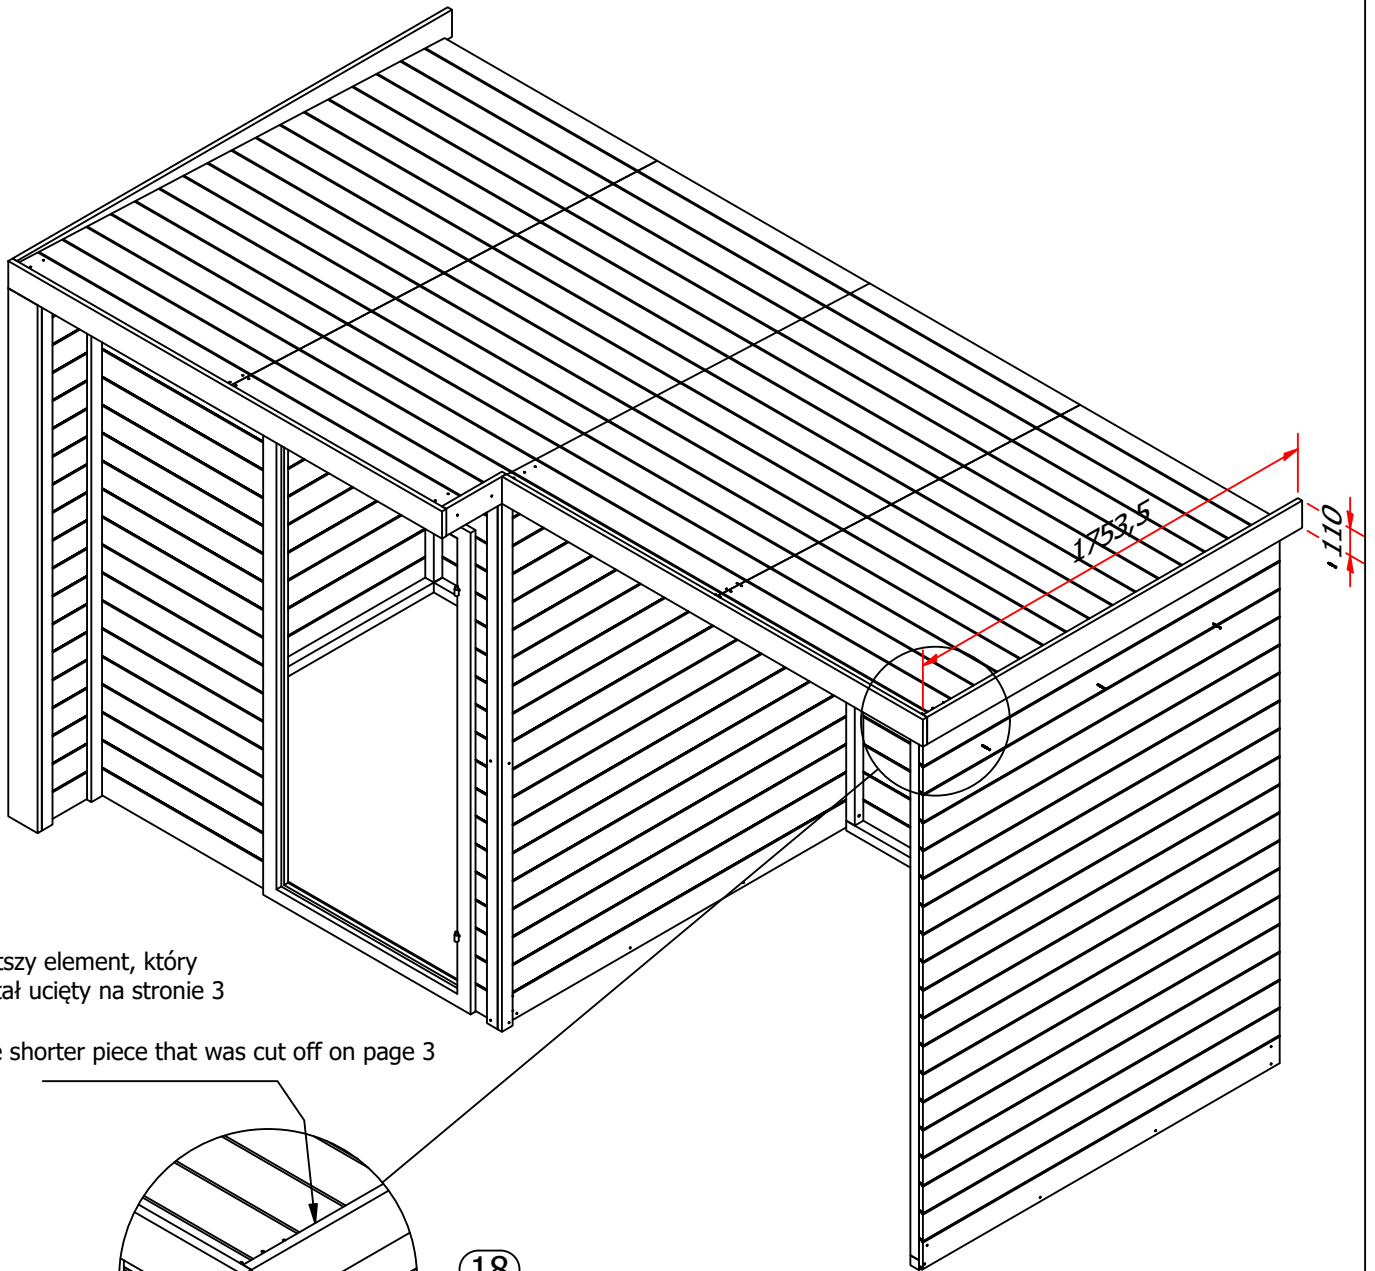 1753,5
110
tszy element, który
tał ucięty na stronie 3
e shorter piece that was cut off on page 3
18